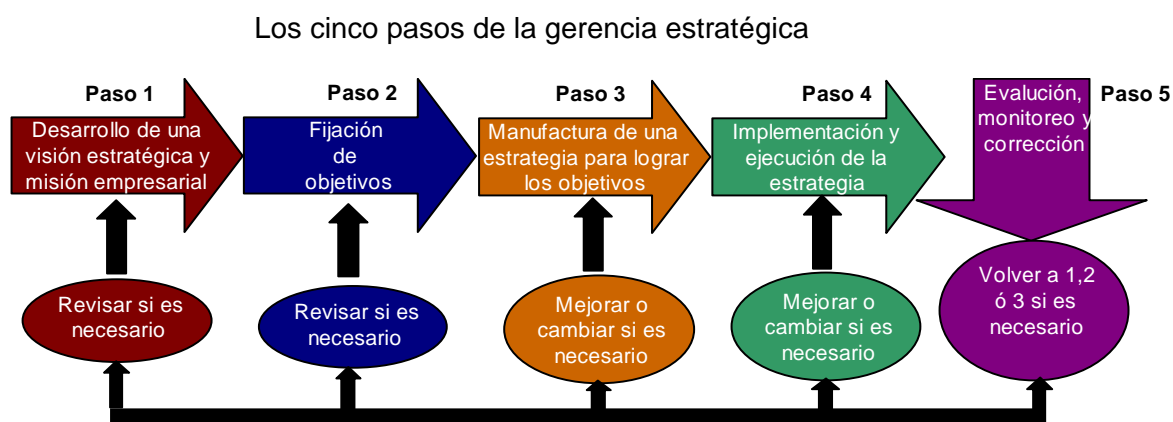 Los cinco pasos de la gerencia estratégica
Paso 1
Desarrollo de una
visión estratégica y
misión empresarial
Paso 2
Fijación
de
objetivos
Paso 3
Manufactura de una
estrategia para lograr
los objetivos
Paso 4
Implementación y
ejecución de la
estrategia
Paso 5
Evalución,
monitoreo y
corrección
Revisar si es
necesario
Revisar si es
necesario
Mejorar o
cambiar si es
necesario
Mejorar o
cambiar si es
necesario
Volver a 1,2
ó 3 si es
necesario